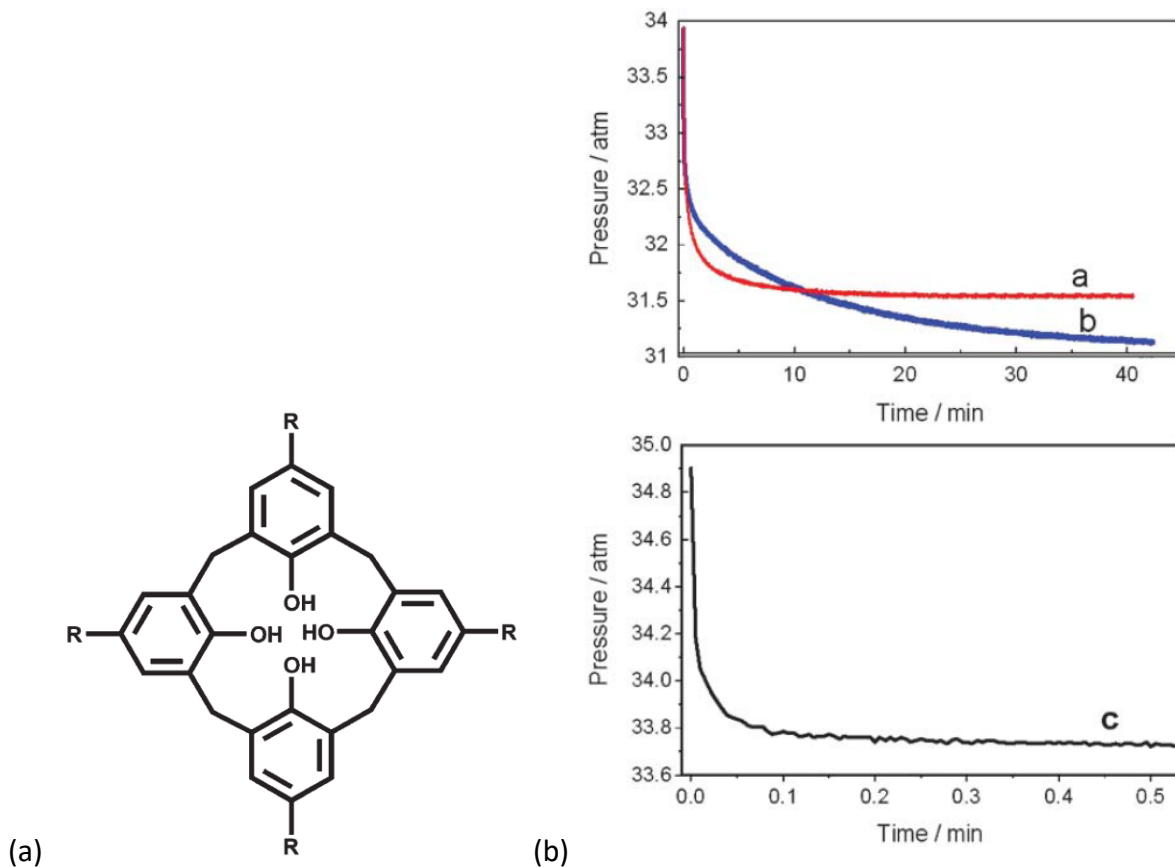 34
33.5
33
32.5
32
31.5
31
Pressure / atm
a
b
0 10 20 30 40
Time / min
35.0
34.8
34.6
34.4
34.2
34.0
33.8
33.6
Pressure / atm
c
0.0 0.1 0.2 0.3 0.4 0.5
Time / min
R
OH
R OH HO R
OH
R
(a) (b)